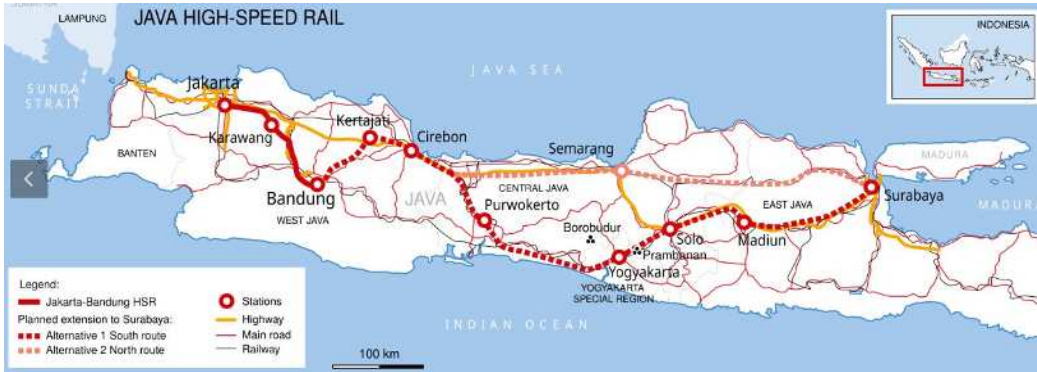 SUMATRA
LAMPUNG
JAVA HIGH-SPEED RAIL
INDONESIA
JAVA SEA
SUNDA
STRAIT
Jakarta
Karawang
Kertajati
Cirebon
Semarang
BANTEN
MADURA
Bandung
WEST JAVA
JAVA
CENTRAL JAVA
Purwokerto
EAST JAVA
Surabaya
MADURA
Borobudur
Solo
Madiun
Prambanan
Yogyakarta
YOGYAKARTA
SPECIAL REGION
INDIAN OCEAN
Legend:
Jakarta-Bandung HSR
Planned extension to Surabaya:
Alternative 1 South route
Alternative 2 North route
Stations
Highway
Main road
Railway
100 km